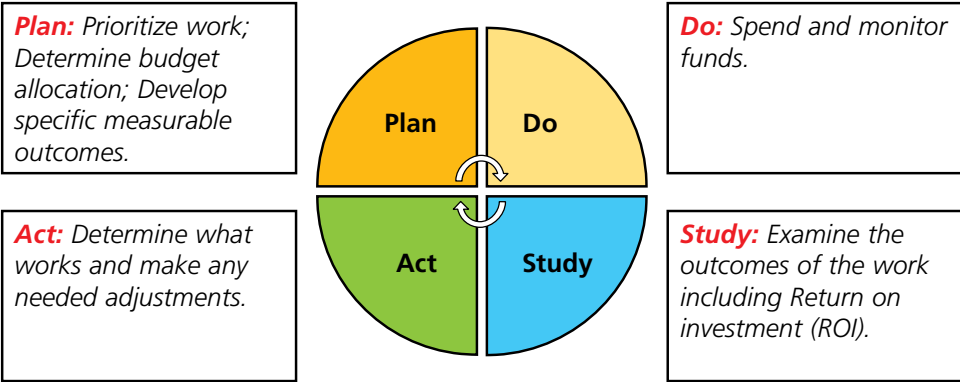 Plan: Prioritize work;
Determine budget
allocation; Develop
specific measurable
outcomes.
Do: Spend and monitor
funds.
Plan
Do
Act
Study
Act: Determine what
works and make any
needed adjustments.
Study: Examine the
outcomes of the work
including Return on
investment (ROI).